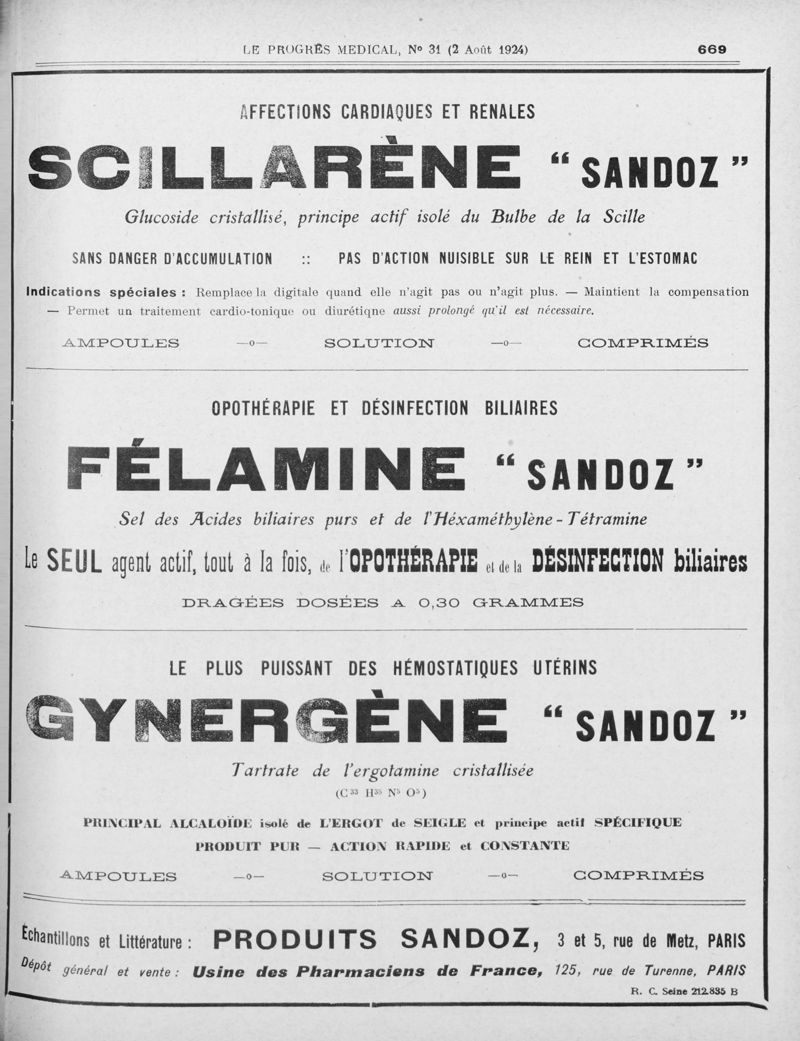 LE PROGRÊS MEDICAL, Nº 31 (2 Août 1924) 669
AFFECTIONS CARDIAQUES ET RENALES
SCILLARÈNE “ SANDOZ ”
Glucoside cristallisé, principe actif isolé du Bulbe de la Scille
SANS DANGER D'ACCUMULATION :: PAS D'ACTION NUISIBLE SUR LE REIN ET L'ESTOMAC
Indications spéciales : Remplace la digitale quand elle n'agit pas ou n'agit plus. — Maintient la compensation
— Permet un traitement cardio-tonique ou diurétique aussi prolongé qu'il est nécessaire.
AMPOULES —o— SOLUTION —o— COMPRIMÉS
OPOTHÉRAPIE ET DÉSINFECTION BILIAIRES
FÉLAMINE “ SANDOZ ”
Sel des Acides biliaires purs et de l'Héxaméthylène-Tétramine
Le SEUL agent actif, tout à la fois, de l'OPOTHÉRAPIE et de la DÉSINFECTION biliaires
DRAGÉES DOSÉES A 0,30 GRAMMES
LE PLUS PUISSANT DES HÉMOSTATIQUES UTÉRINS
GYNERGÈNE “ SANDOZ ”
Tartrate de l'ergotamine cristallisée
(C³³ H³⁵ N⁵ O⁵)
PRINCIPAL ALCALOÏDE isolé de L'ERGOT de SEIGLE et principe actif SPÉCIFIQUE
PRODUIT PUR — ACTION RAPIDE et CONSTANTE
AMPOULES —o— SOLUTION —o— COMPRIMÉS
Échantillons et Littérature : PRODUITS SANDOZ, 3 et 5, rue de Metz, PARIS
Dépôt général et vente : Usine des Pharmaciens de France, 125, rue de Turenne, PARIS
R. C. Seine 212.835 B